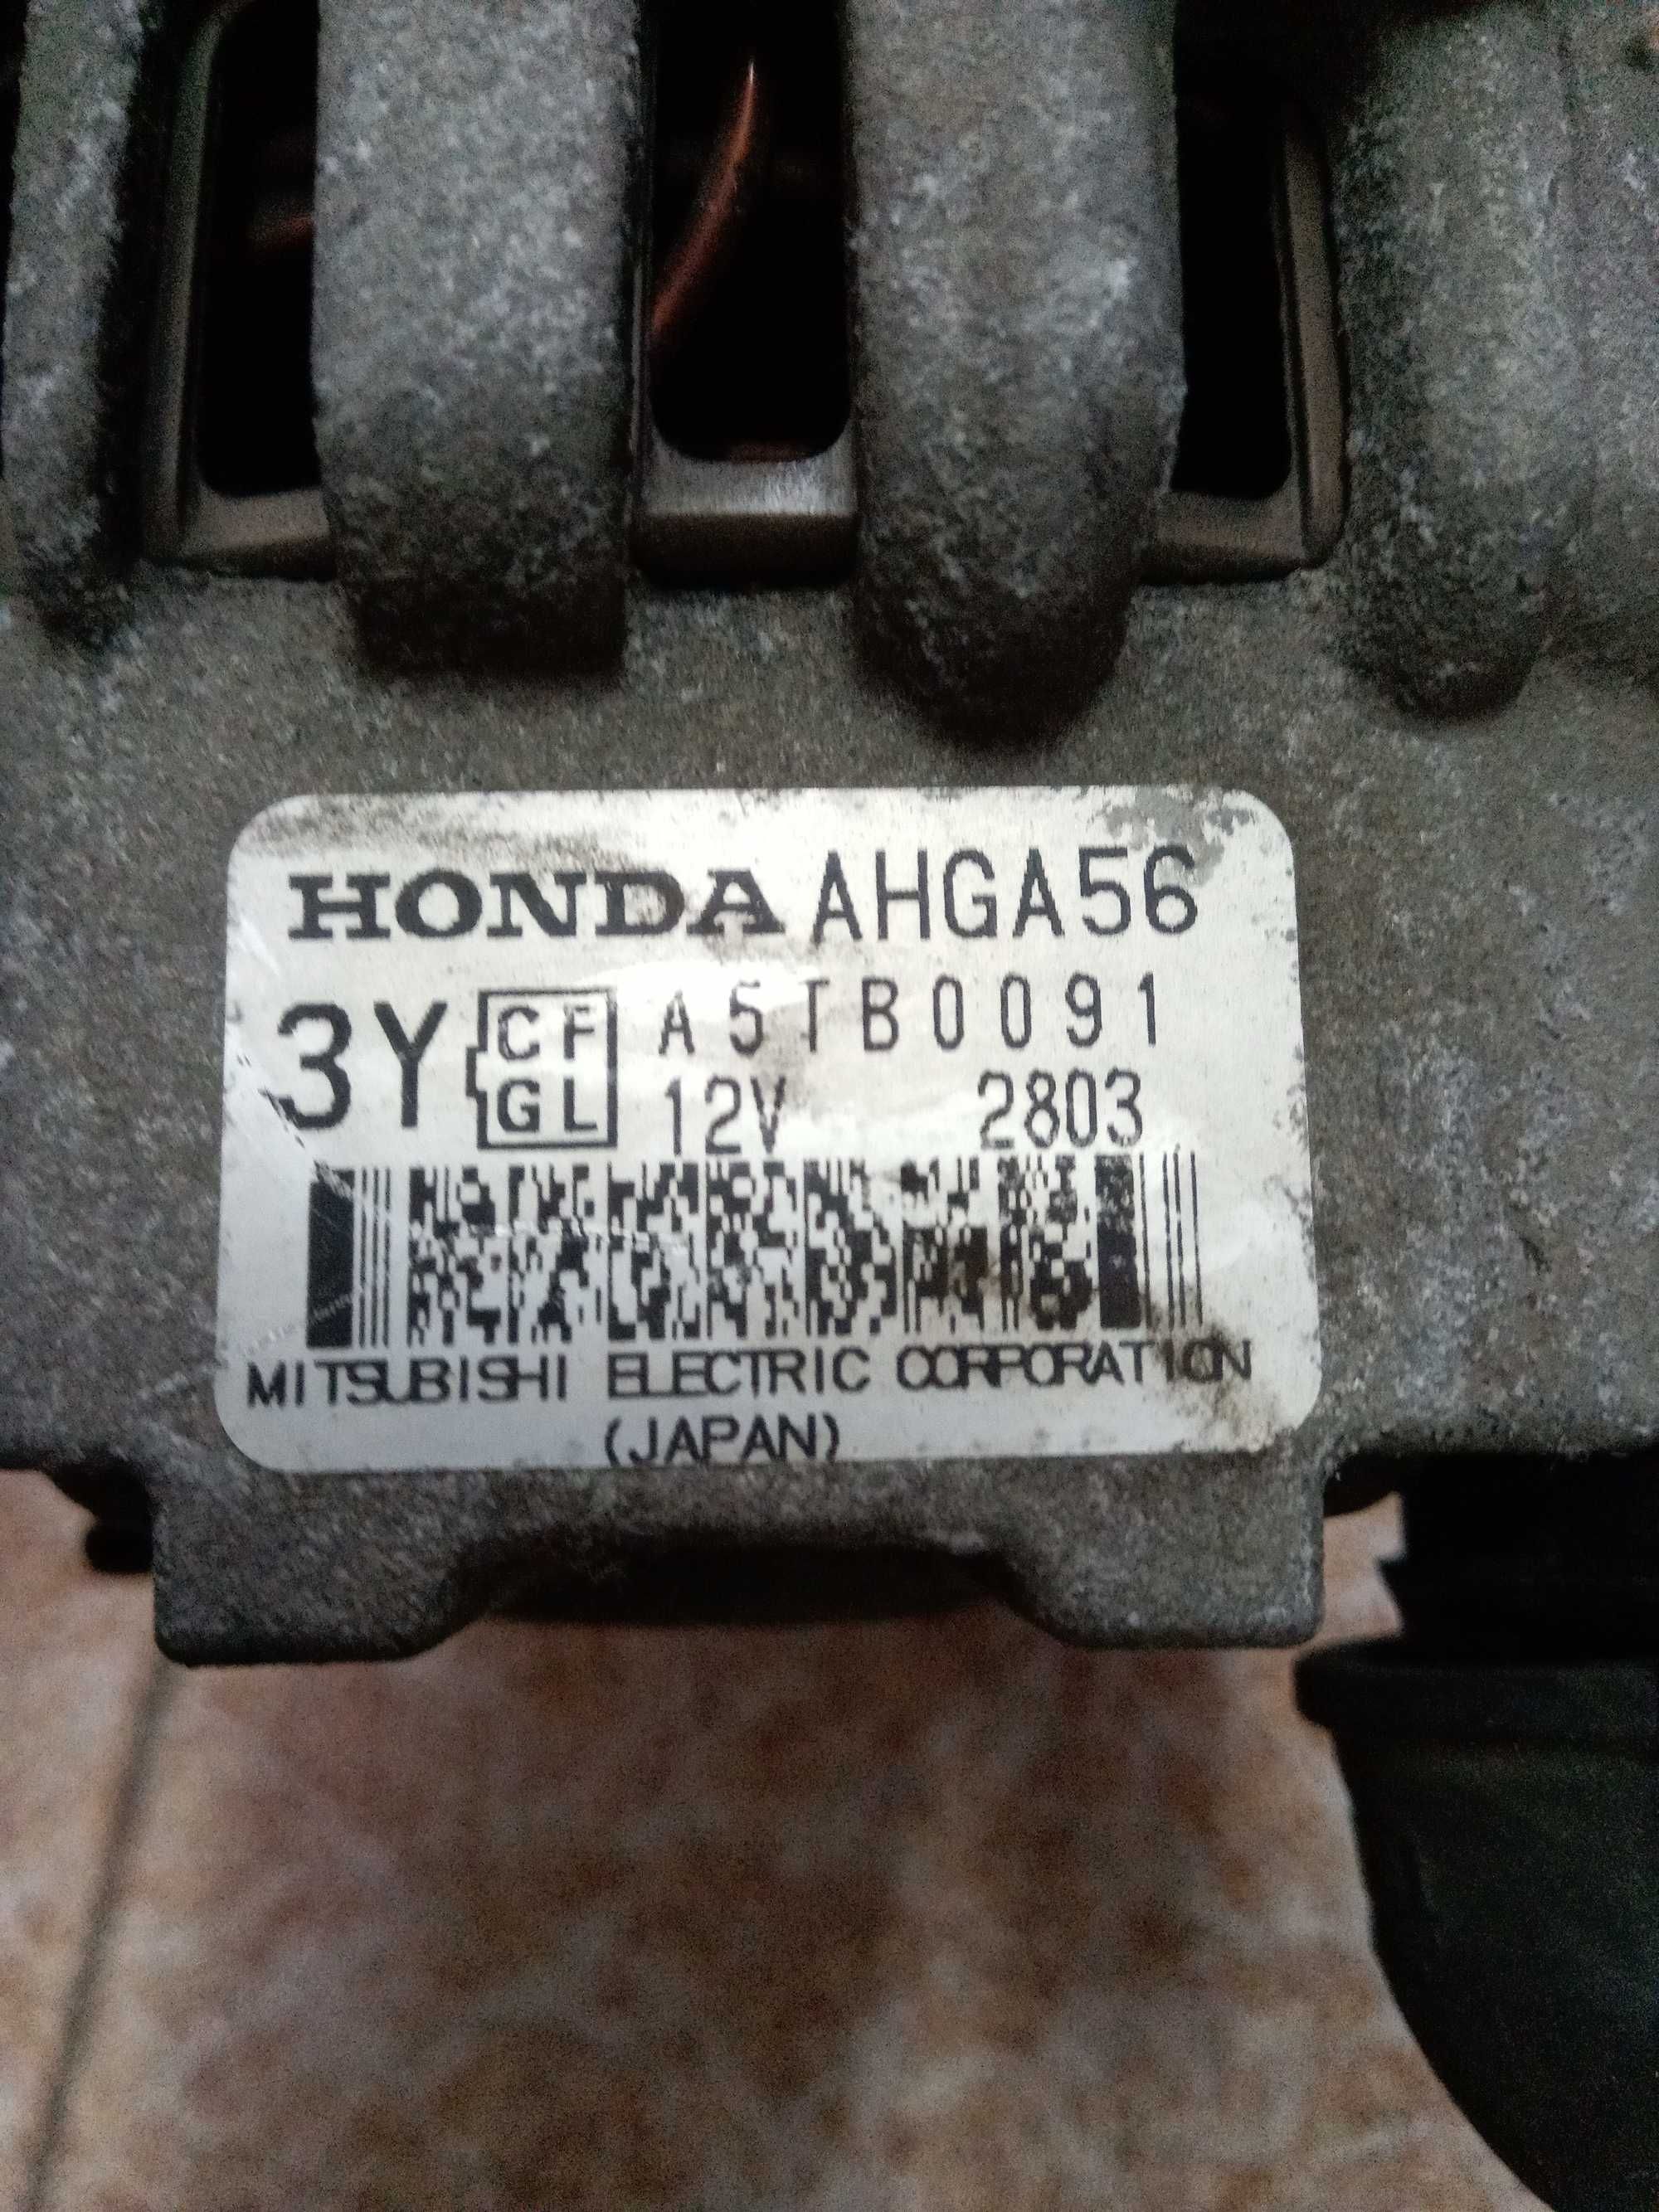 HONDA AHGA56
3Y CF GL A5TB0091
12V 2803
MITSUBISHI ELECTRIC CORPORATION
(JAPAN)